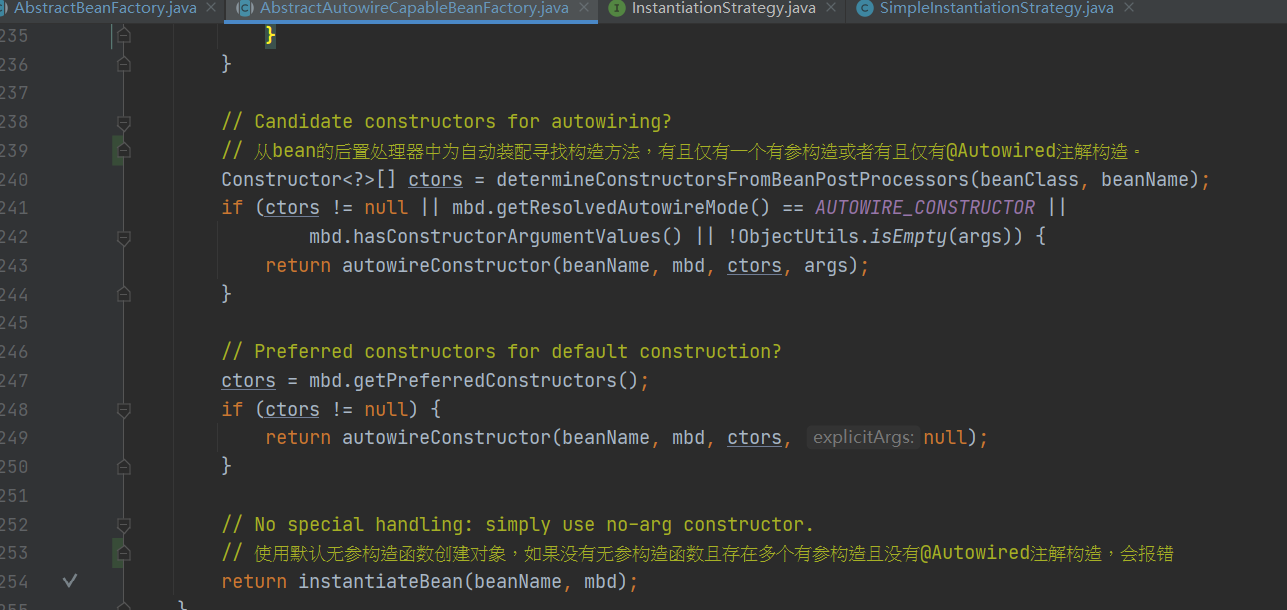 AbstractBeanFactory.java × AbstractAutowireCapableBeanFactory.java × InstantiationStrategy.java × SimpleInstantiationStrategy.java ×
235 }
236 }
237
238 // Candidate constructors for autowiring?
239 // 从bean的后置处理器中为自动装配寻找构造方法，有且仅有一个有参构造或者有且仅有@Autowired注解构造。
240 Constructor<?>[] ctors = determineConstructorsFromBeanPostProcessors(beanClass, beanName);
241 if (ctors != null || mbd.getResolvedAutowireMode() == AUTOWIRE_CONSTRUCTOR ||
242 mbd.hasConstructorArgumentValues() || !ObjectUtils.isEmpty(args)) {
243 return autowireConstructor(beanName, mbd, ctors, args);
244 }
245
246 // Preferred constructors for default construction?
247 ctors = mbd.getPreferredConstructors();
248 if (ctors != null) {
249 return autowireConstructor(beanName, mbd, ctors, explicitArgs: null);
250 }
251
252 // No special handling: simply use no-arg constructor.
253 // 使用默认无参构造函数创建对象，如果没有无参构造函数且存在多个有参构造且没有@Autowired注解构造，会报错
254 return instantiateBean(beanName, mbd);
255 }